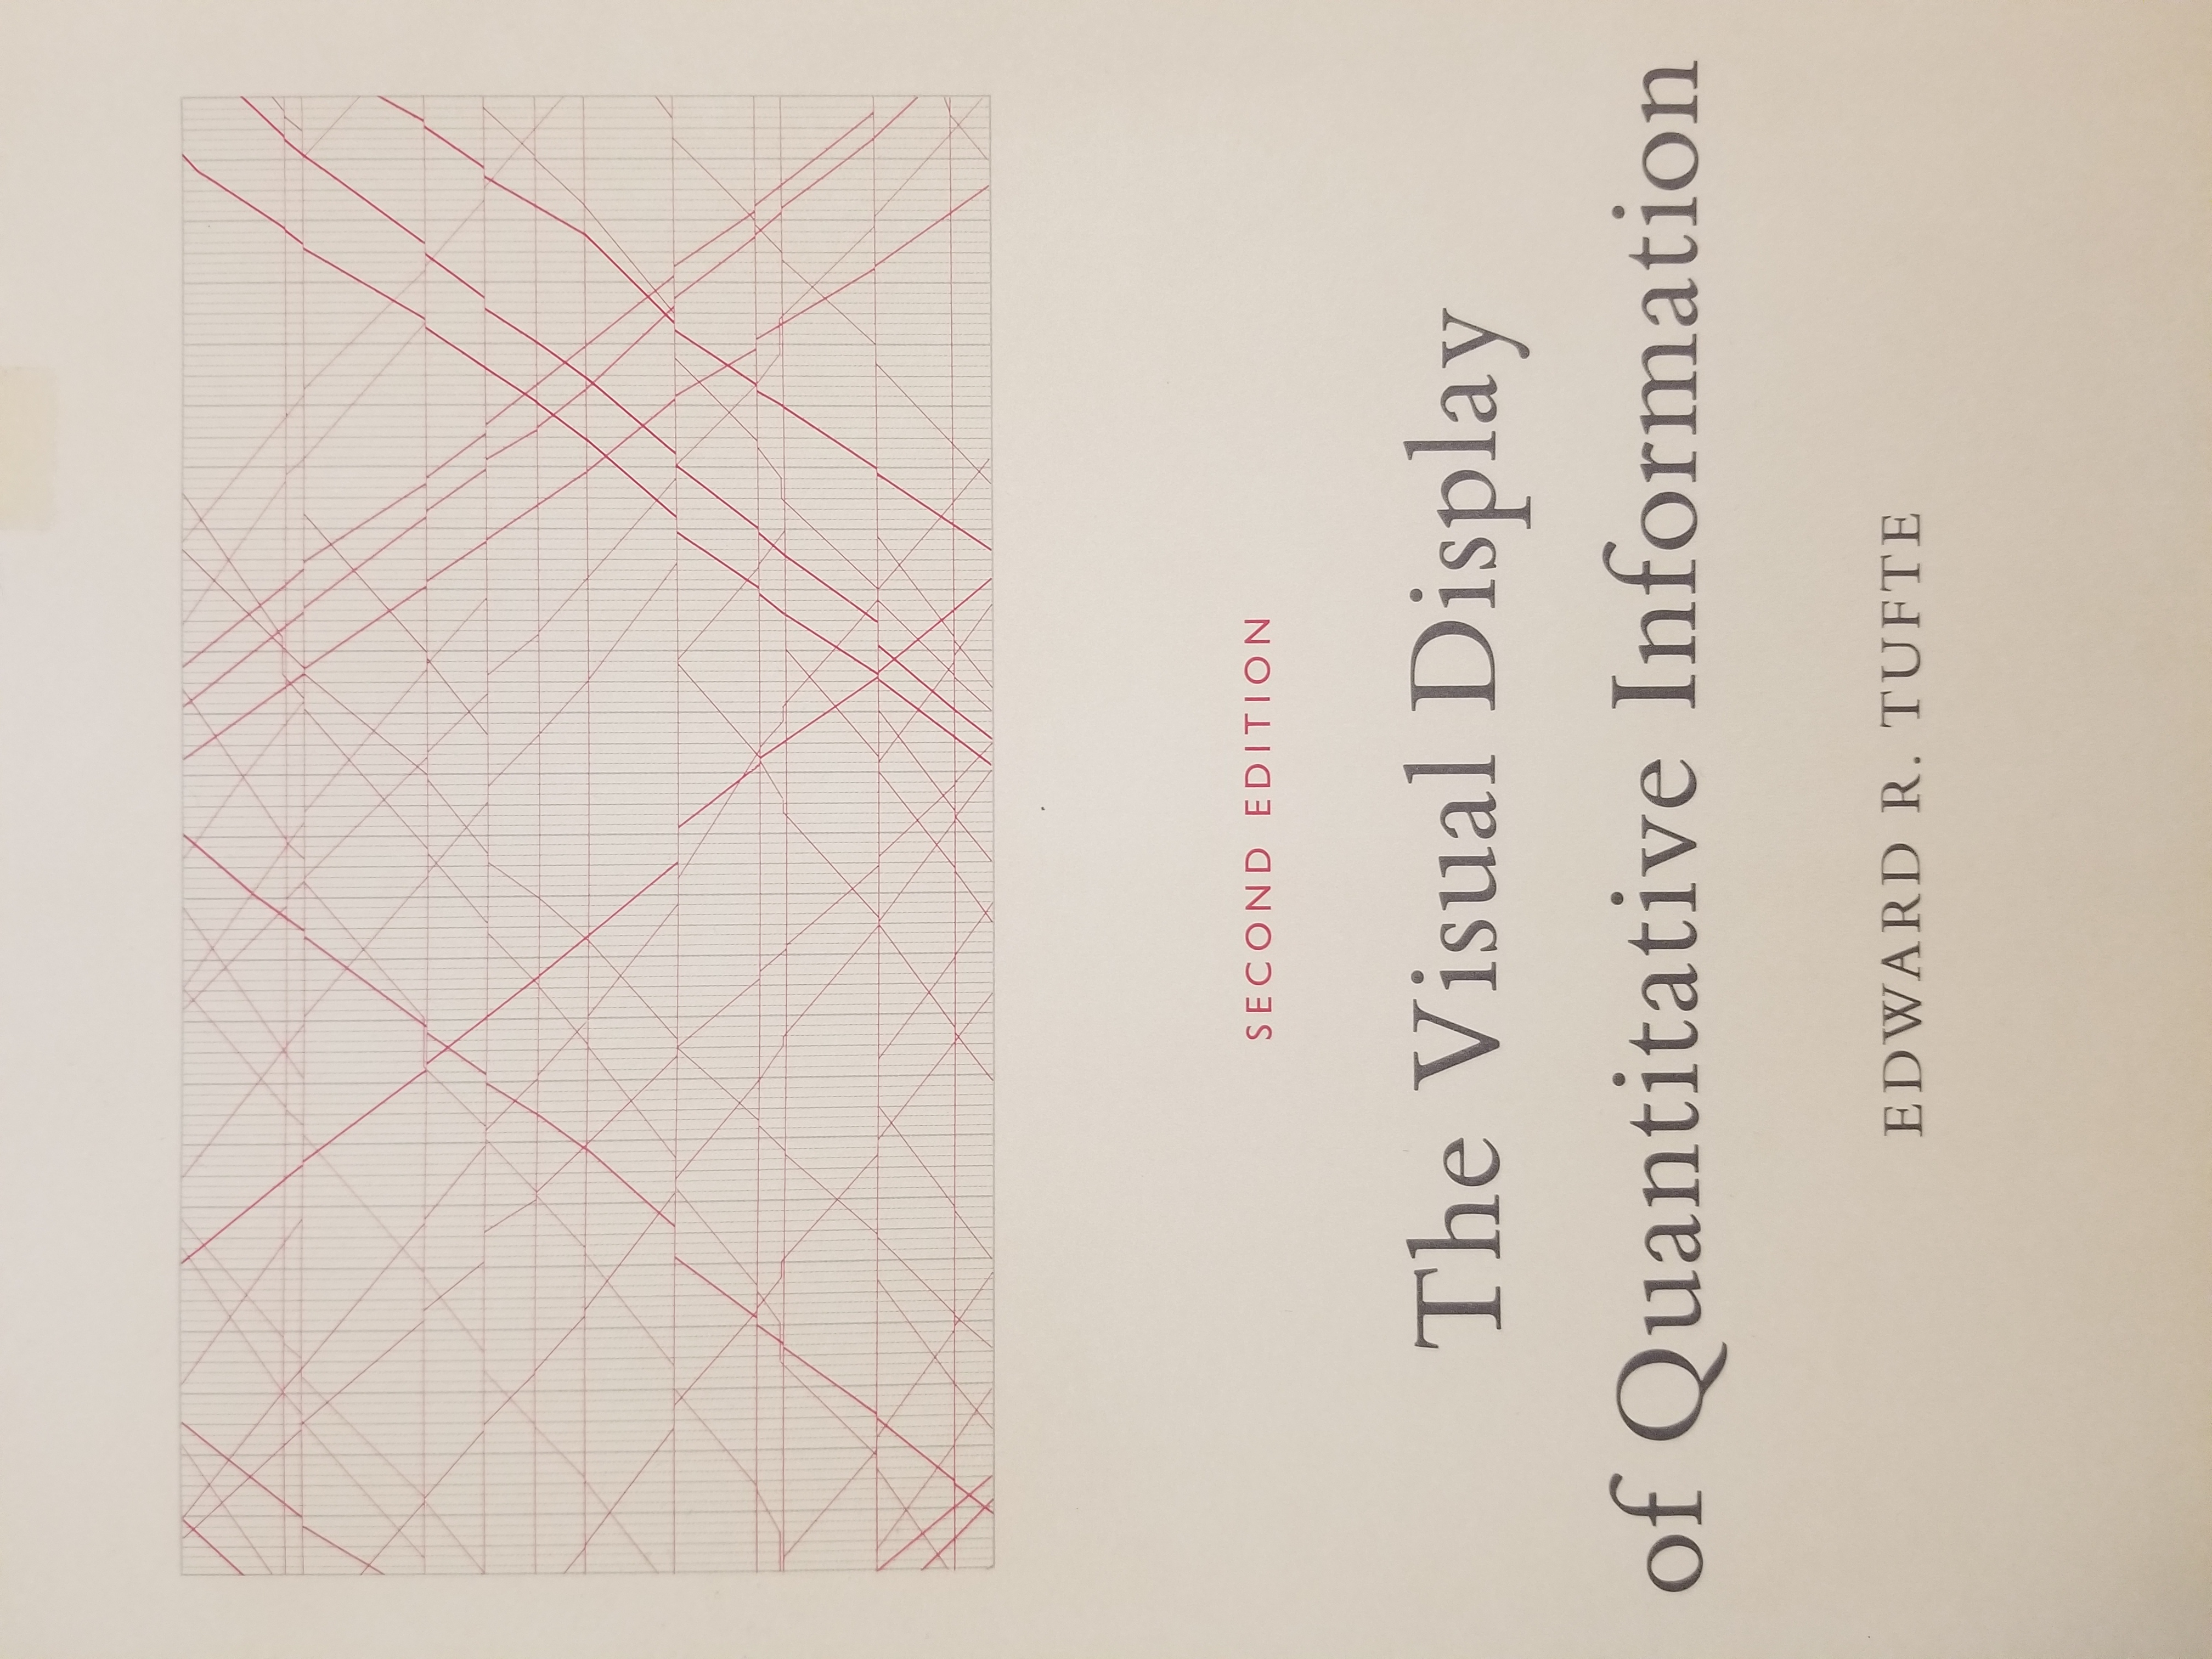 SECOND EDITION
The Visual Display
of Quantitative Information
EDWARD R. TUFTE